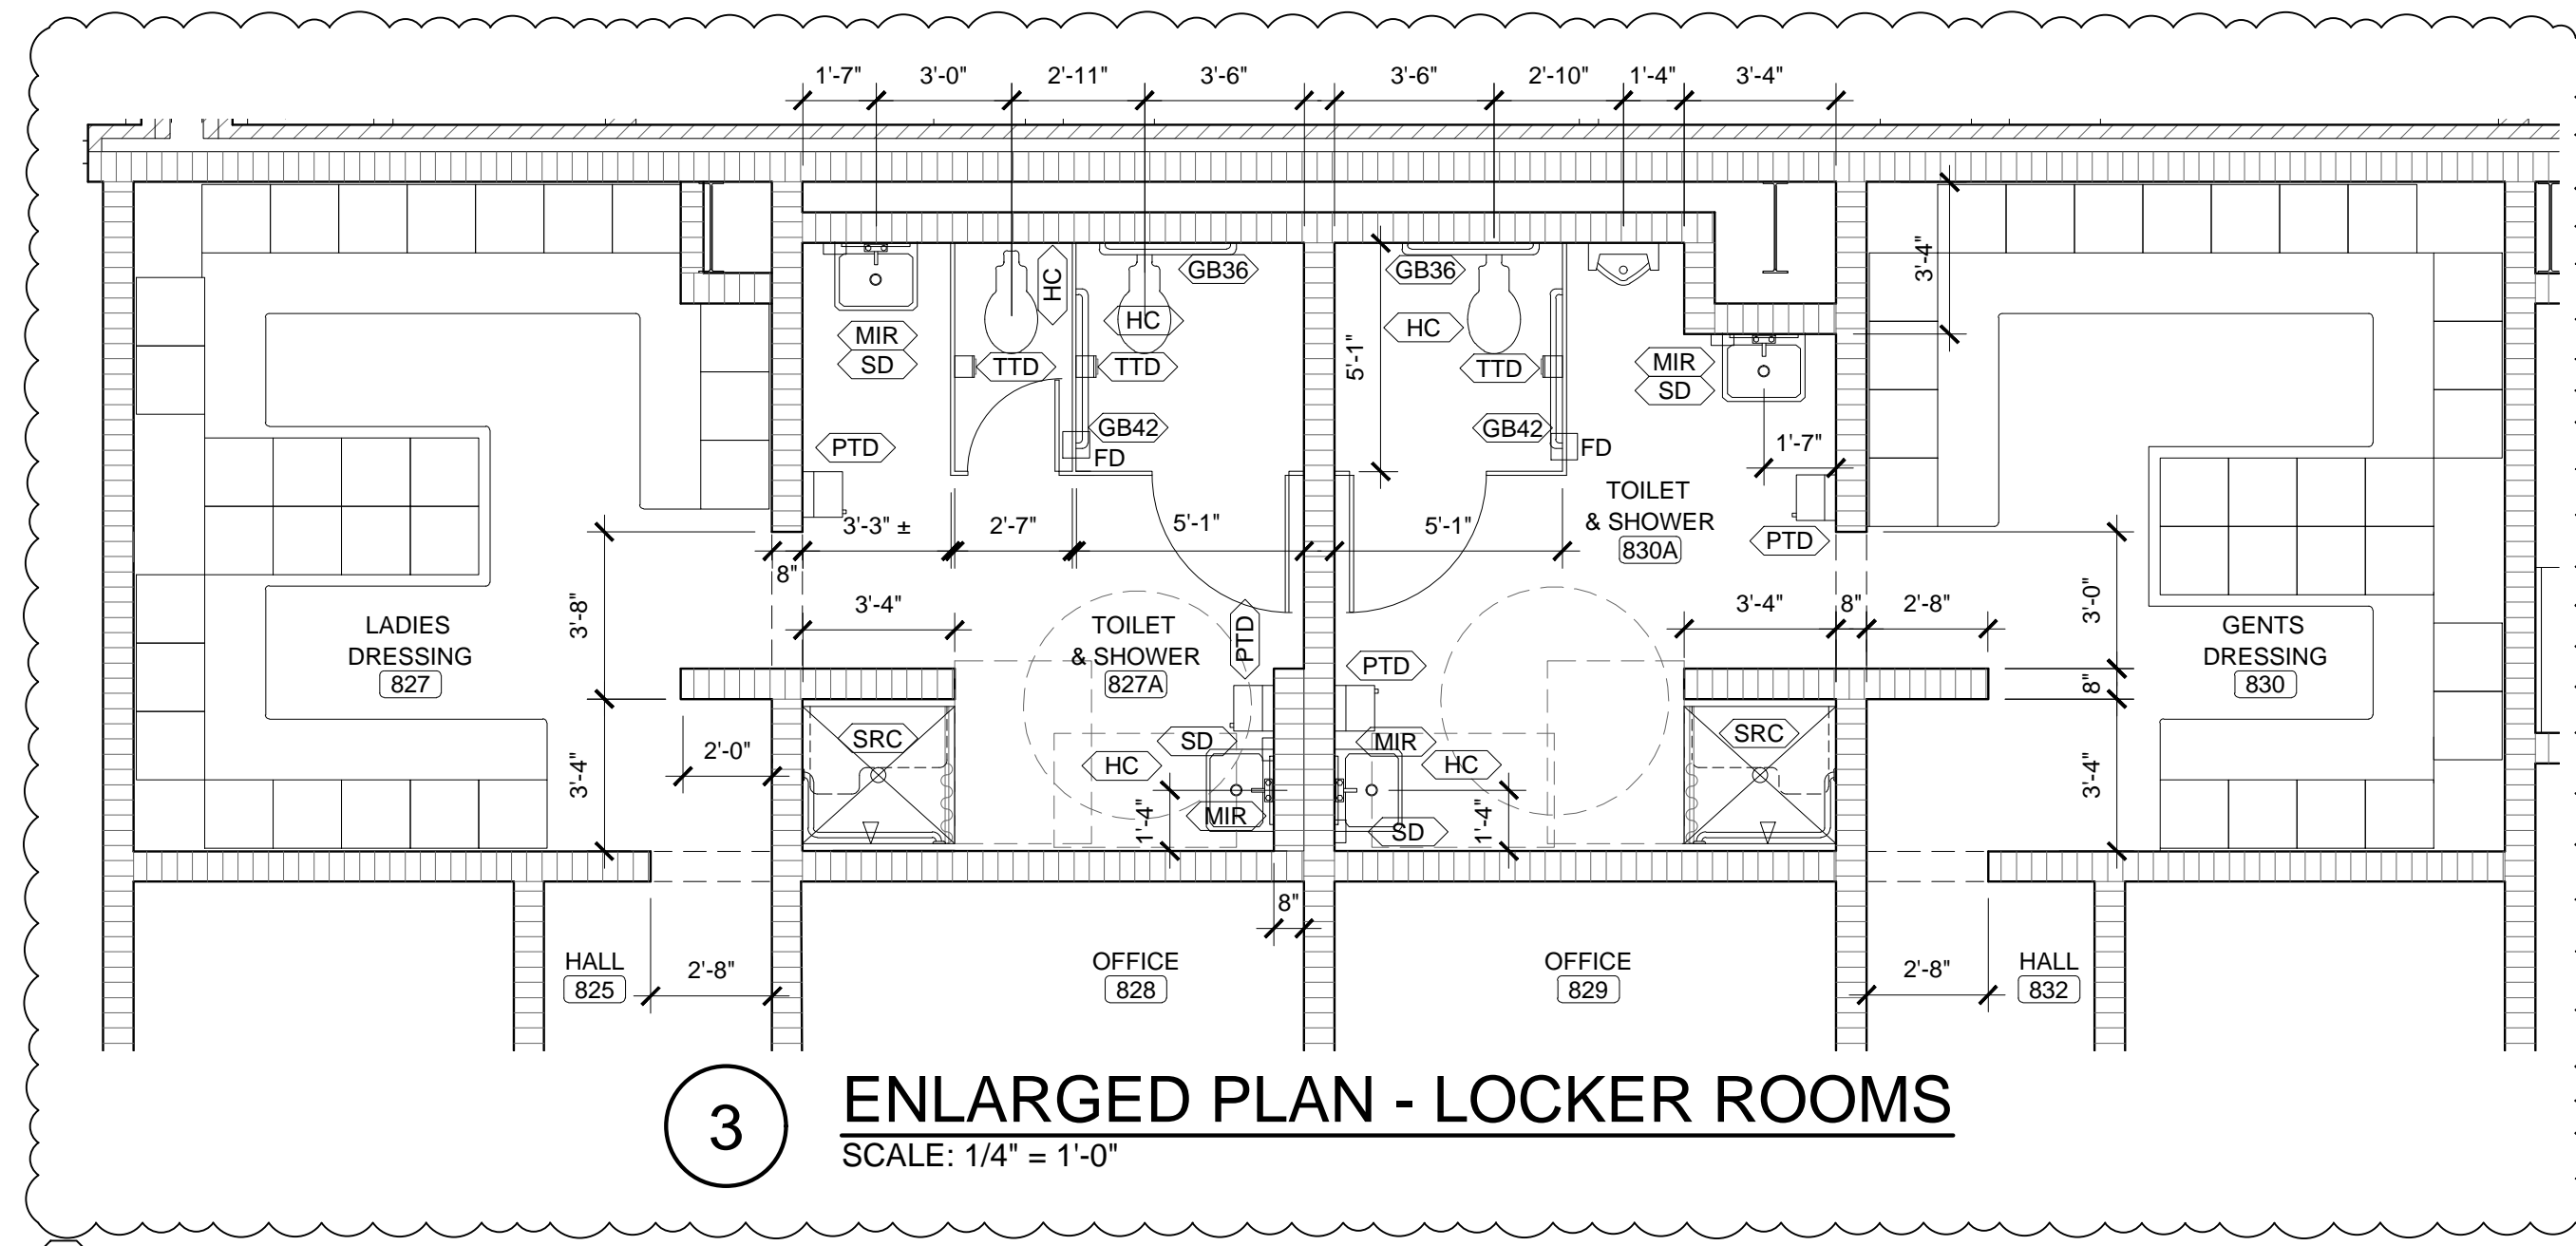 1'-7" 3'-0" 2'-11" 3'-6" 3'-6" 2'-10" 1'-4" 3'-4"
3'-4"
GB36 GB36
HC
HC HC
MIR
SD
TTD TTD TTD
MIR
SD
5'-1"
GB42 GB42
PTD
FD FD
1'-7"
TOILET
& SHOWER
830A
PTD
3'-3" ± 2'-7" 5'-1" 5'-1"
8"
3'-8"
3'-4"
3'-4" 8" 2'-8"
3'-0"
LADIES
DRESSING
827
TOILET
& SHOWER
827A
PTD
PTD
GENTS
DRESSING
830
8"
2'-0"
SRC
SD
HC
MIR
MIR
HC
SD
SRC
3'-4"
1'-4"
1'-4"
3'-4"
8"
HALL
825
2'-8"
OFFICE
828
OFFICE
829
2'-8"
HALL
832
3
ENLARGED PLAN - LOCKER ROOMS
SCALE: 1/4" = 1'-0"